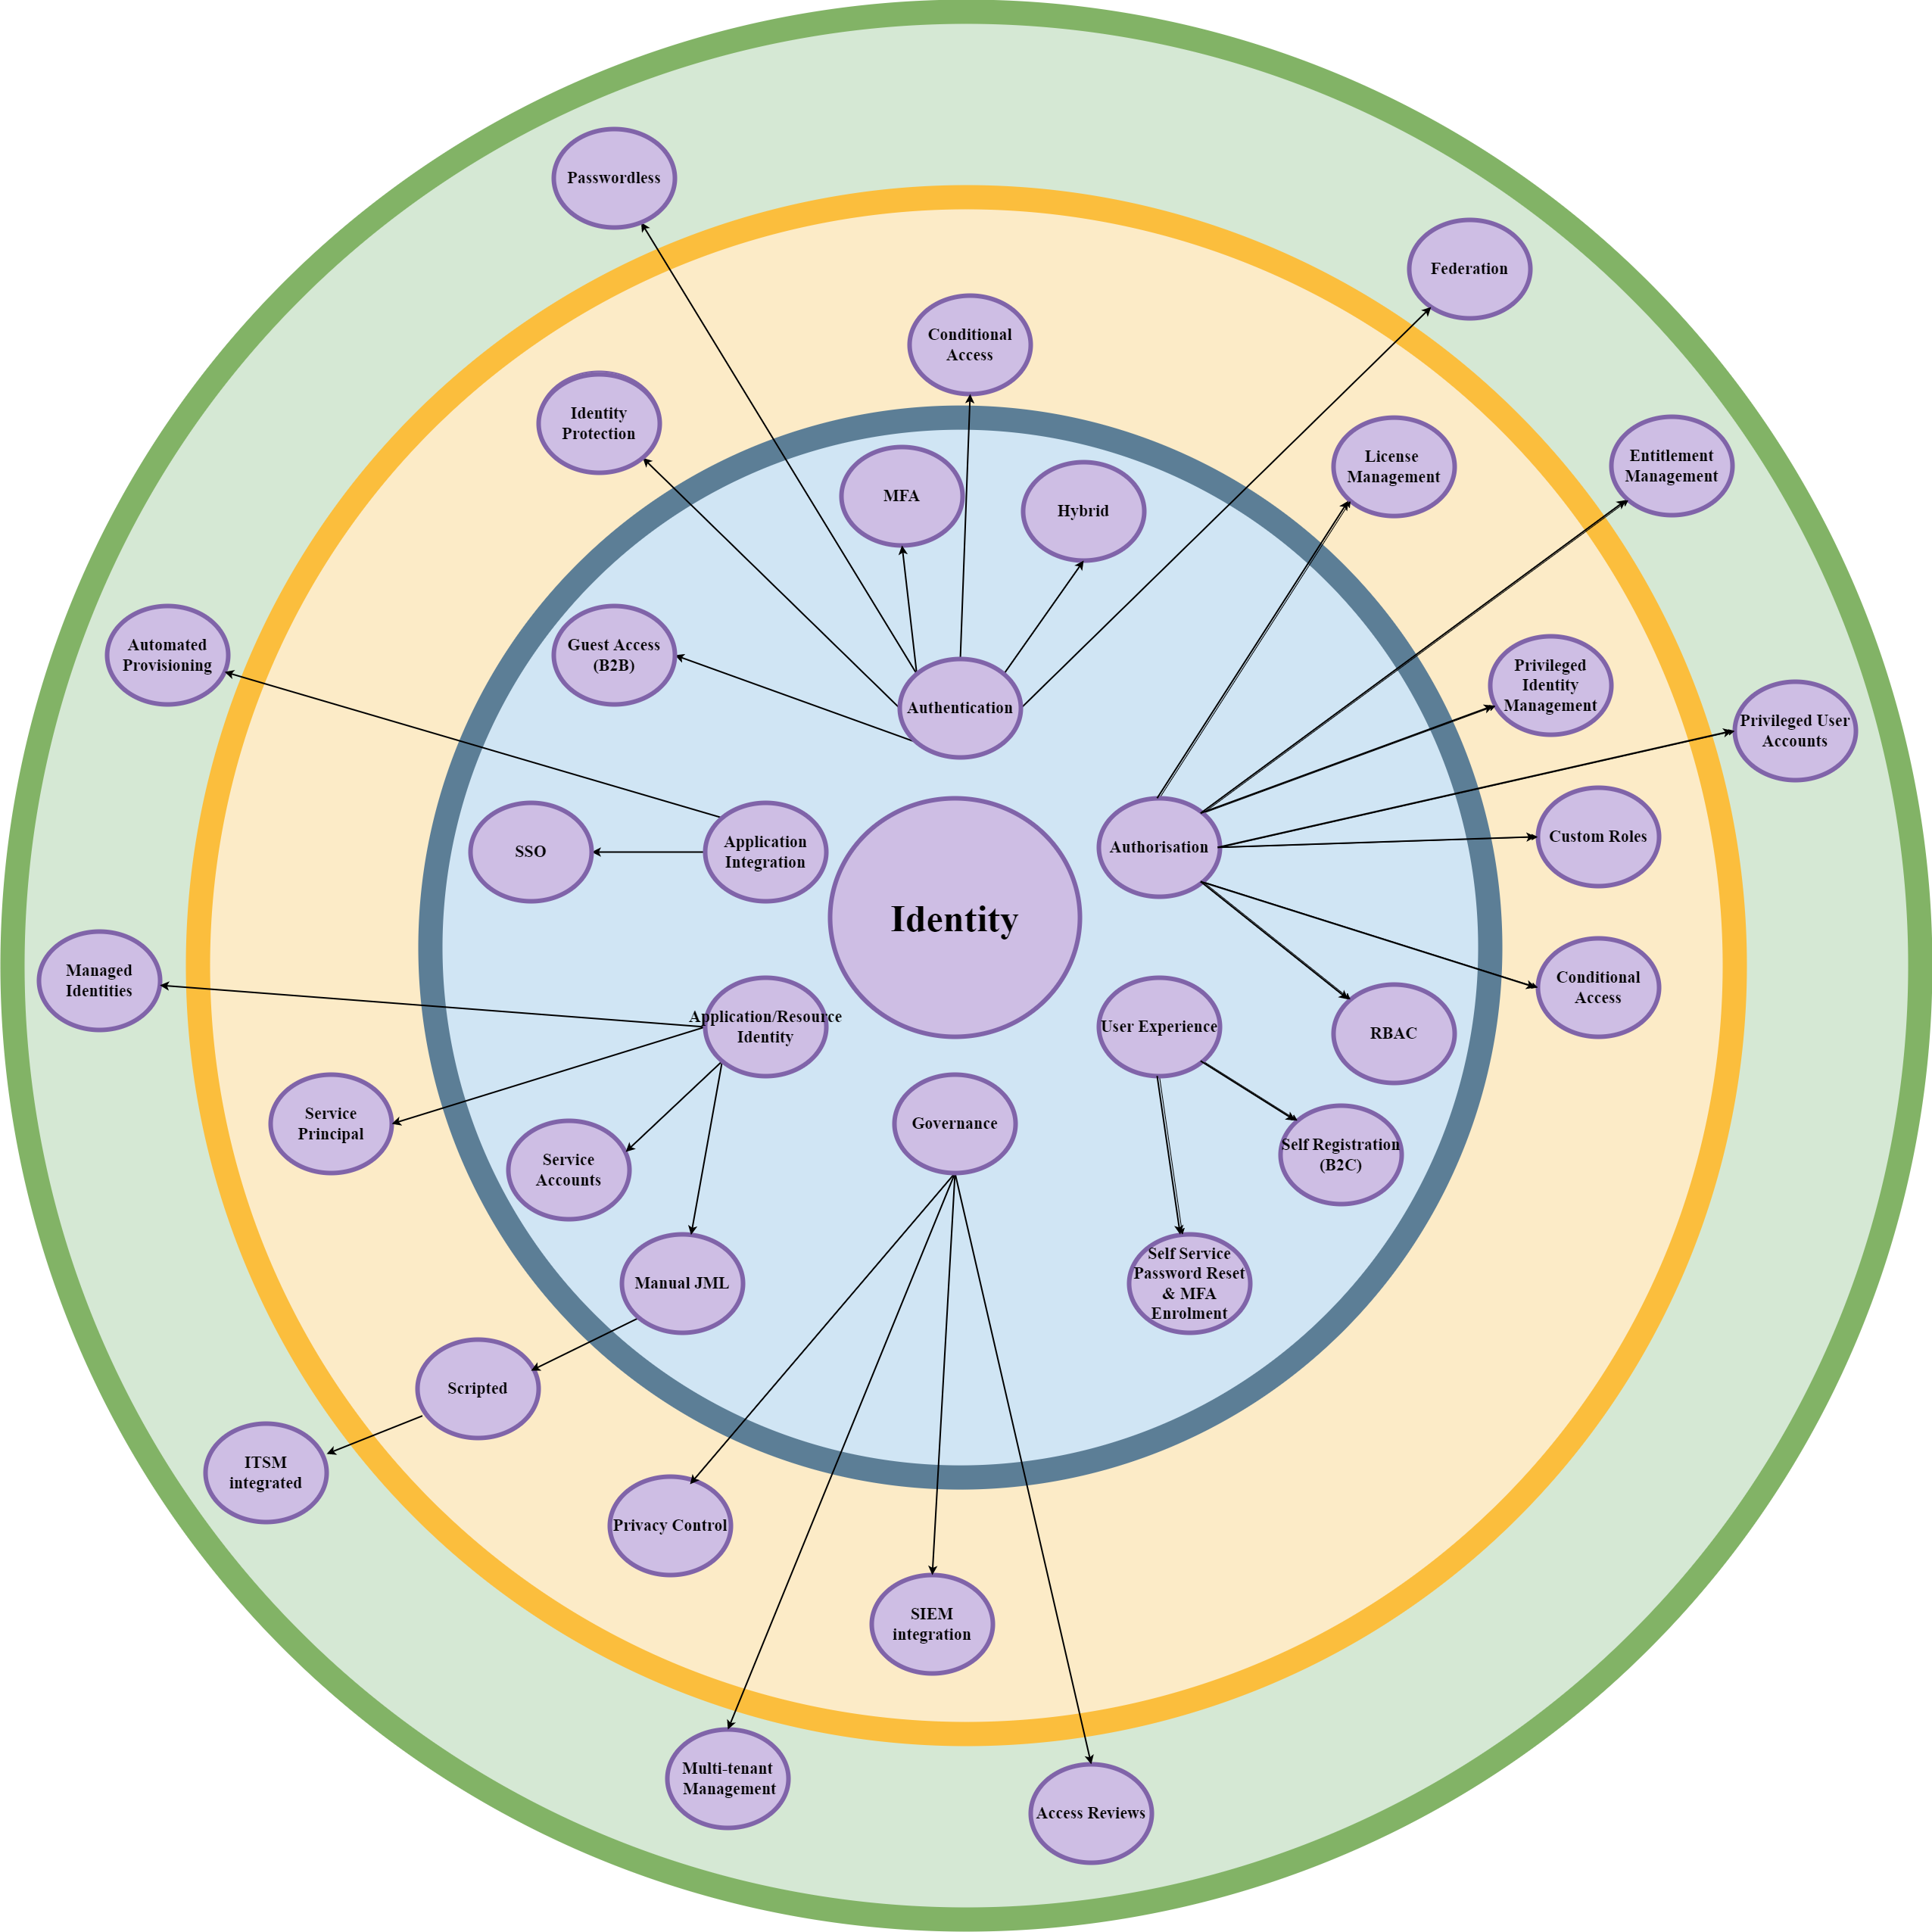 Passwordless
Federation
Conditional
Access
Identity
Protection
License
Management
Entitlement
Management
MFA
Hybrid
Guest Access
(B2B)
Automated
Provisioning
Authentication
Privileged
Identity
Management
Privileged User
Accounts
SSO
Application
Integration
Authorisation
Custom Roles
Identity
Managed
Identities
Application/Resource
Identity
User Experience
RBAC
Conditional
Access
Service
Principal
Service
Accounts
Governance
Self Registration
(B2C)
Manual JML
Self Service
Password Reset
& MFA
Enrolment
Scripted
ITSM
integrated
Privacy Control
SIEM
integration
Multi-tenant
Management
Access Reviews